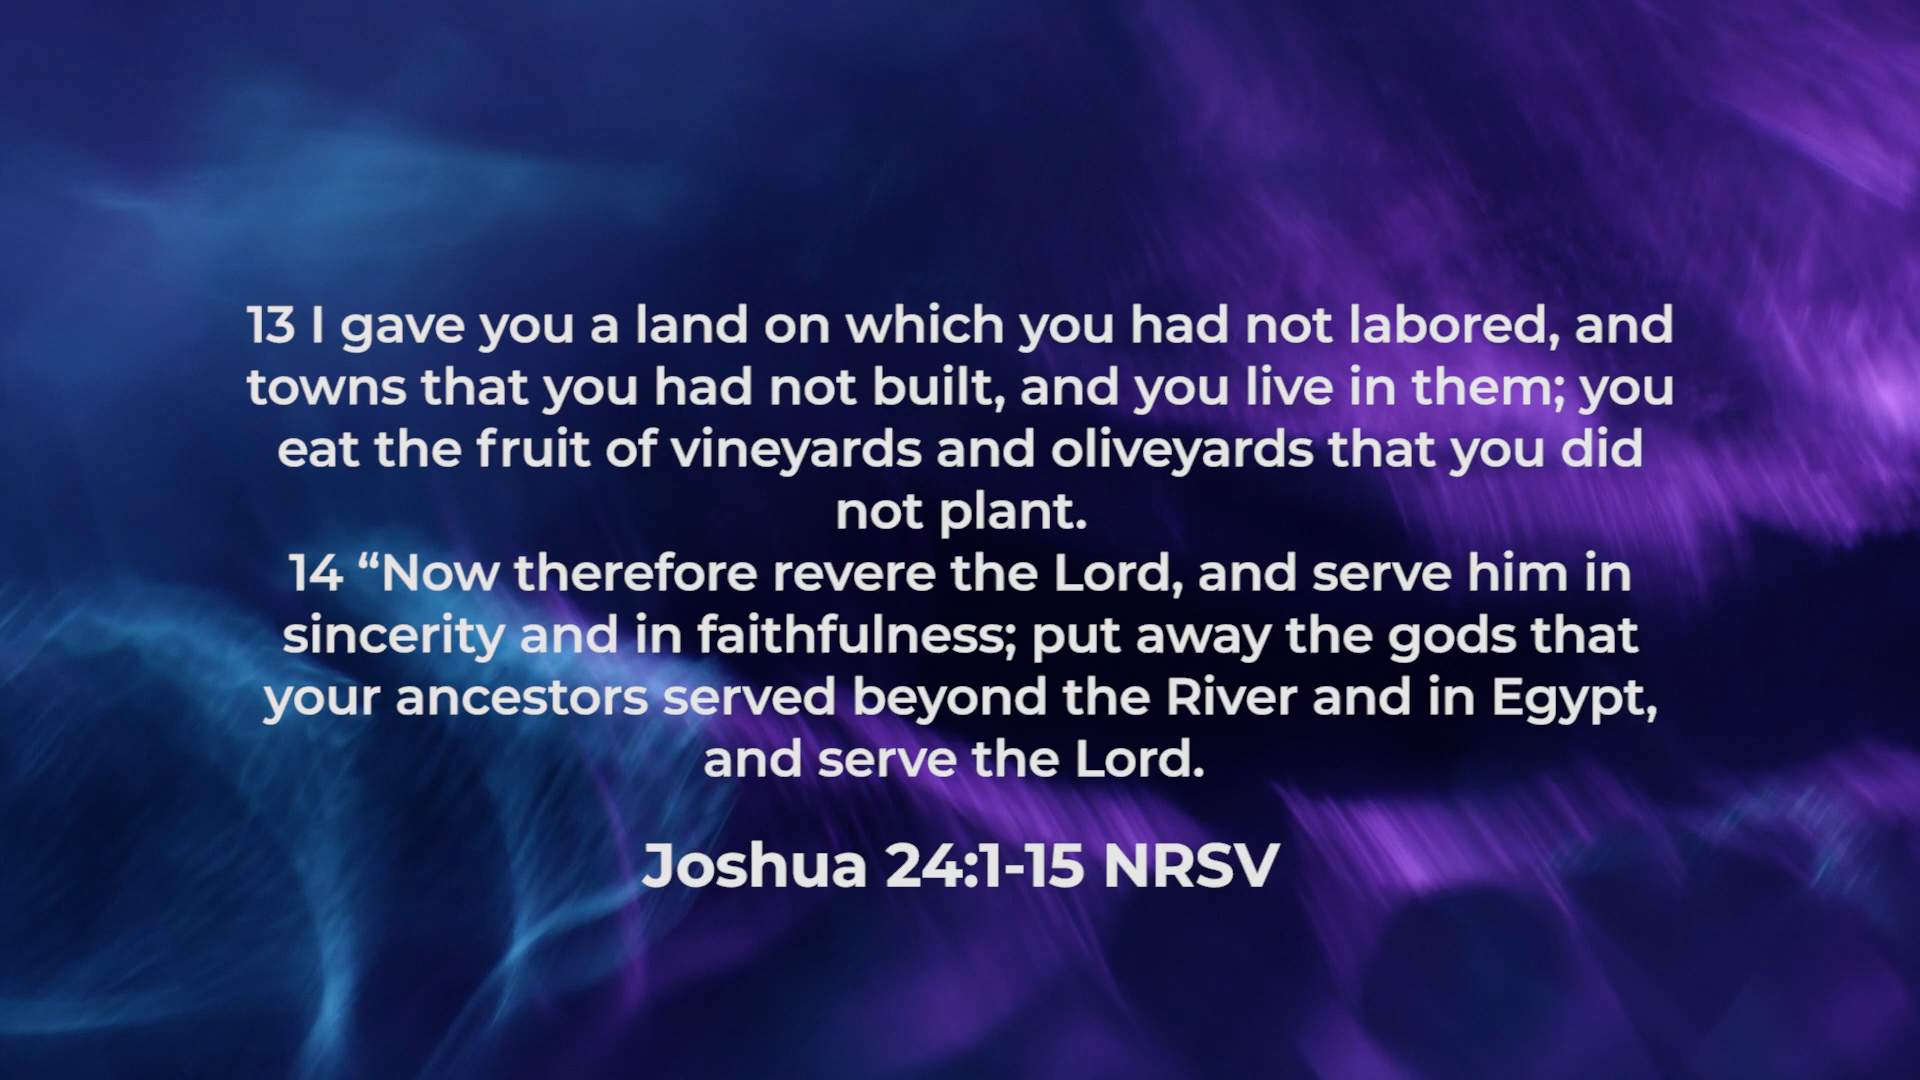 13 I gave you a land on which you had not labored, and
towns that you had not built, and you live in them; you
eat the fruit of vineyards and oliveyards that you did
not plant.
14 “Now therefore revere the Lord, and serve him in
sincerity and in faithfulness; put away the gods that
your ancestors served beyond the River and in Egypt,
and serve the Lord.
Joshua 24:1-15 NRSV